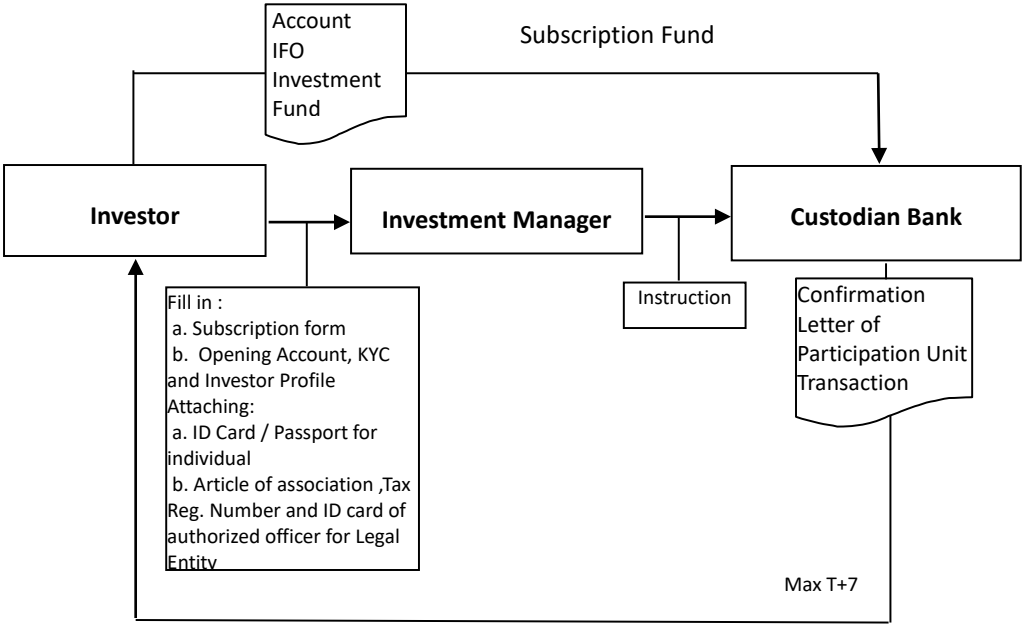 Account
IFO
Investment
Fund
Subscription Fund
Investor
Investment Manager
Custodian Bank
Fill in :
a. Subscription form
b. Opening Account, KYC
and Investor Profile
Attaching:
a. ID Card / Passport for
individual
b. Article of association ,Tax
Reg. Number and ID card of
authorized officer for Legal
Entity
Instruction
Confirmation
Letter of
Participation Unit
Transaction
Max T+7